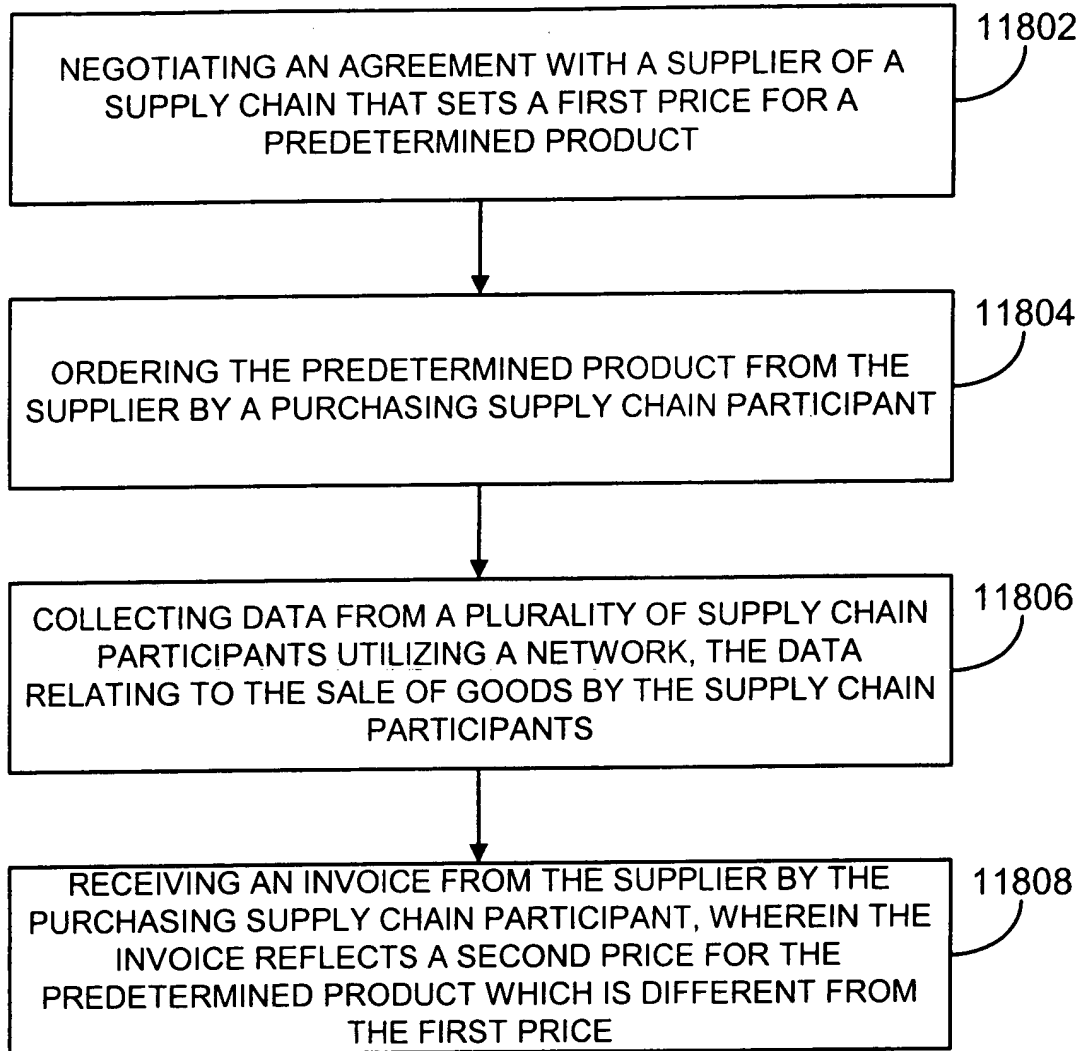 11802
NEGOTIATING AN AGREEMENT WITH A SUPPLIER OF A
SUPPLY CHAIN THAT SETS A FIRST PRICE FOR A
PREDETERMINED PRODUCT
11804
ORDERING THE PREDETERMINED PRODUCT FROM THE
SUPPLIER BY A PURCHASING SUPPLY CHAIN PARTICIPANT
11806
COLLECTING DATA FROM A PLURALITY OF SUPPLY CHAIN
PARTICIPANTS UTILIZING A NETWORK, THE DATA
RELATING TO THE SALE OF GOODS BY THE SUPPLY CHAIN
PARTICIPANTS
11808
RECEIVING AN INVOICE FROM THE SUPPLIER BY THE
PURCHASING SUPPLY CHAIN PARTICIPANT, WHEREIN THE
INVOICE REFLECTS A SECOND PRICE FOR THE
PREDETERMINED PRODUCT WHICH IS DIFFERENT FROM
THE FIRST PRICE